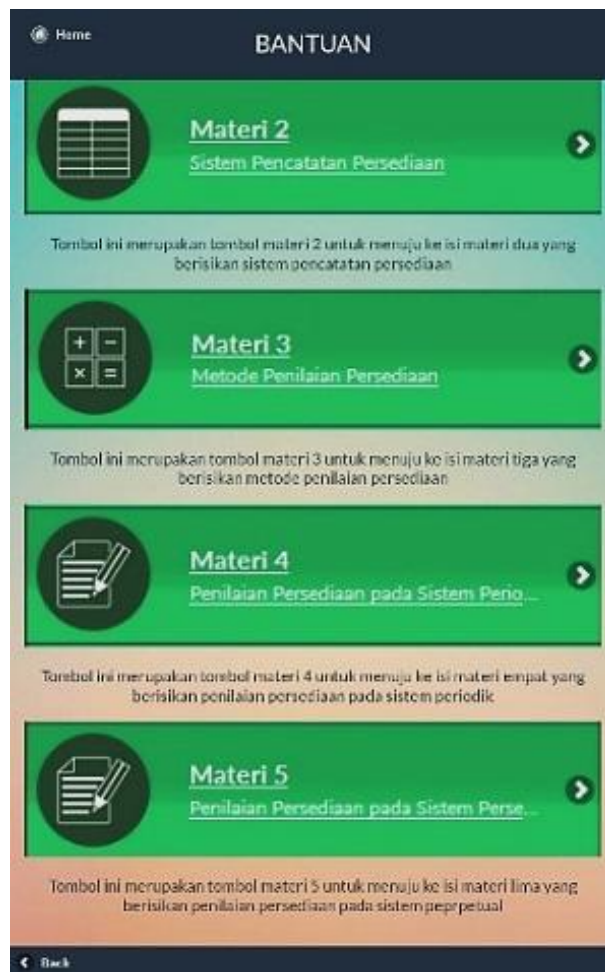 Home
BANTUAN
Materi 2
Sistem Pencatatan Persediaan
Tombol ini merupakan tombol materi 2 untuk menuju ke isi materi dua yang
berisikan sistem pencatatan persediaan
+ -
× =
Materi 3
Metode Penilaian Persediaan
Tombol ini merupakan tombol materi 3 untuk menuju ke isi materi tiga yang
berisikan metode penilaian persediaan
Materi 4
Penilaian Persediaan pada Sistem Perio...
Tombol ini merupakan tombol materi 4 untuk menuju ke isi materi empat yang
berisikan penilaian persediaan pada sistem periodik
Materi 5
Penilaian Persediaan pada Sistem Perse...
Tombol ini merupakan tombol materi 5 untuk menuju ke isi materi lima yang
berisikan penilaian persediaan pada sistem peprpetual
Back